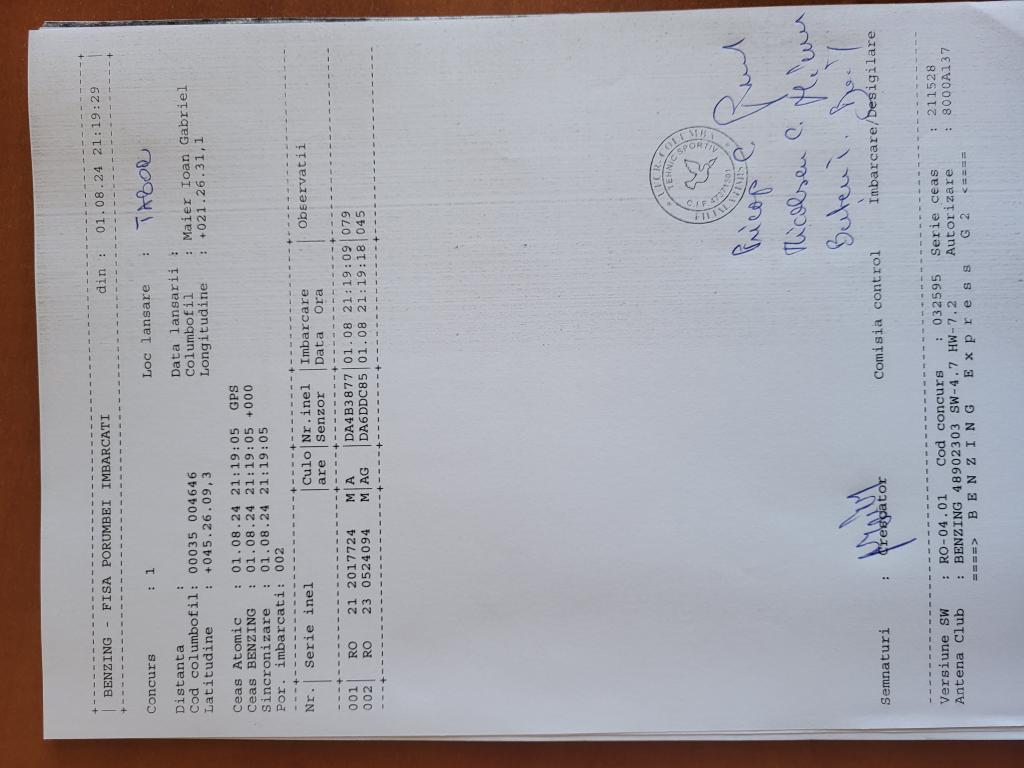 BENZING - FISA PORUMBEI IMBARCATI din : 01.08.24 21:19:29
Concurs : 1 Loc lansare : TABOR
Distanta : Data lansarii :
Cod columbofil: 00035 004646 Columbofil : Maier Ioan Gabriel
Latitudine : +045.26.09,3 Longitudine : +021.26.31,1
Ceas Atomic : 01.08.24 21:19:05 GPS
Ceas BENZING : 01.08.24 21:19:05 +000
Sincronizare : 01.08.24 21:19:05
Por. imbarcati: 002
Nr.| Serie inel |Culo|Nr.inel |Imbarcare | Observatii
|are |Senzor |Data Ora |
001| RO 21 2017724 M|A |DA4B3877|01.08 21:19:09|079
002| RO 23 0524094 M|AG |DA6DDC85|01.08 21:19:18|045
COLUMBA
TEHNIC SPORTIV
C.I.F.
Pricop C
Nicolaescu C.
Semnaturi : Crescator Comisia control Imbarcare/Desigilare
Versiune SW : RO-04.01 Cod concurs : 032595 Serie ceas : 211528
Antena Club : BENZING 48902303 SW-4.7 HW-7.2 Autorizare : 8000A137
====> B E N Z I N G E x p r e s s G 2 <====